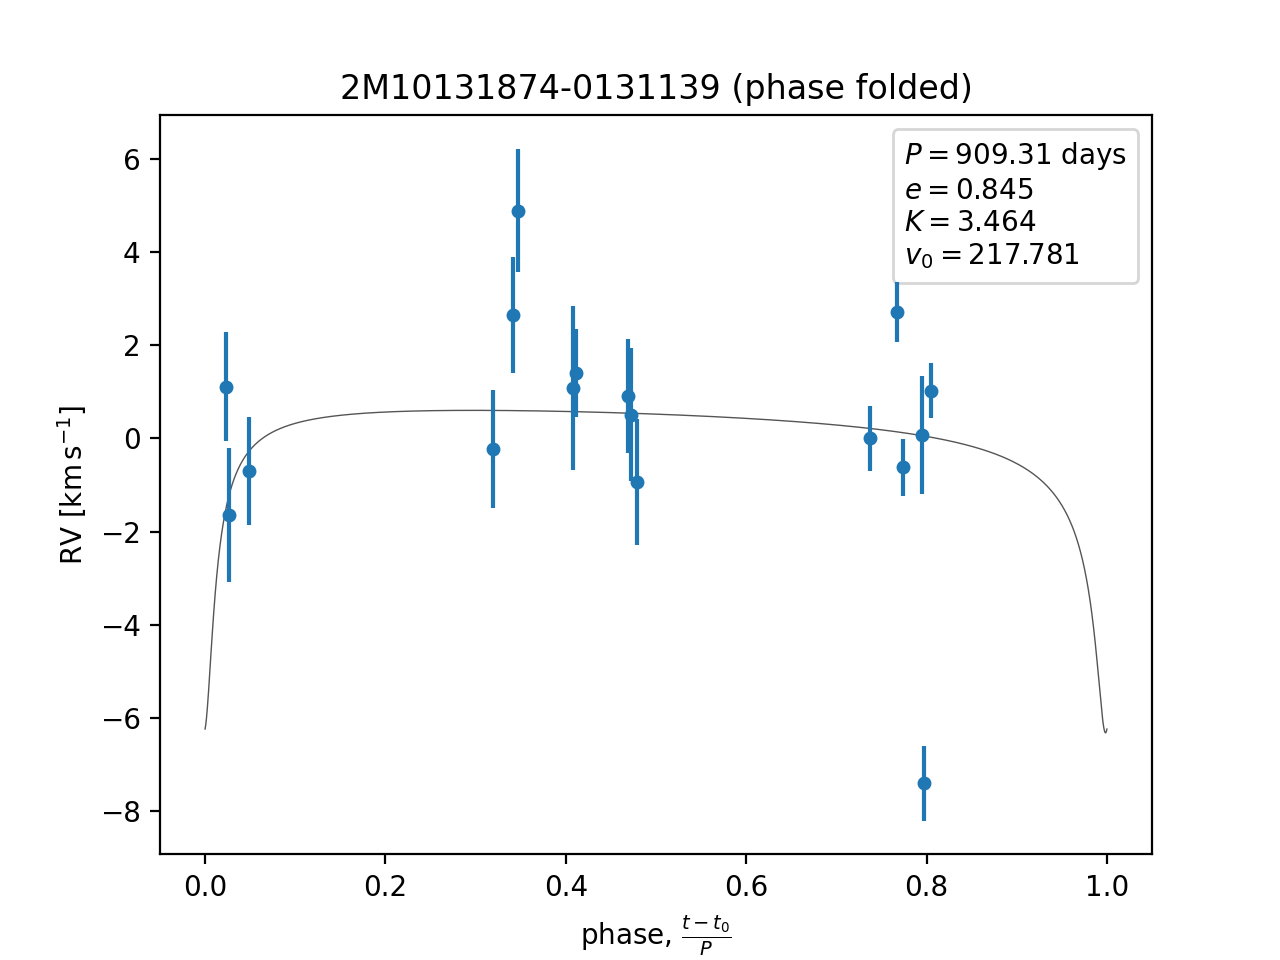 2M10131874-0131139 (phase folded)
P = 909.31 days
e = 0.845
K = 3.464
v₀ = 217.781
6
4
2
0
−2
−4
−6
−8
RV [km s⁻¹]
0.0 0.2 0.4 0.6 0.8 1.0
phase, (t − t₀)/P